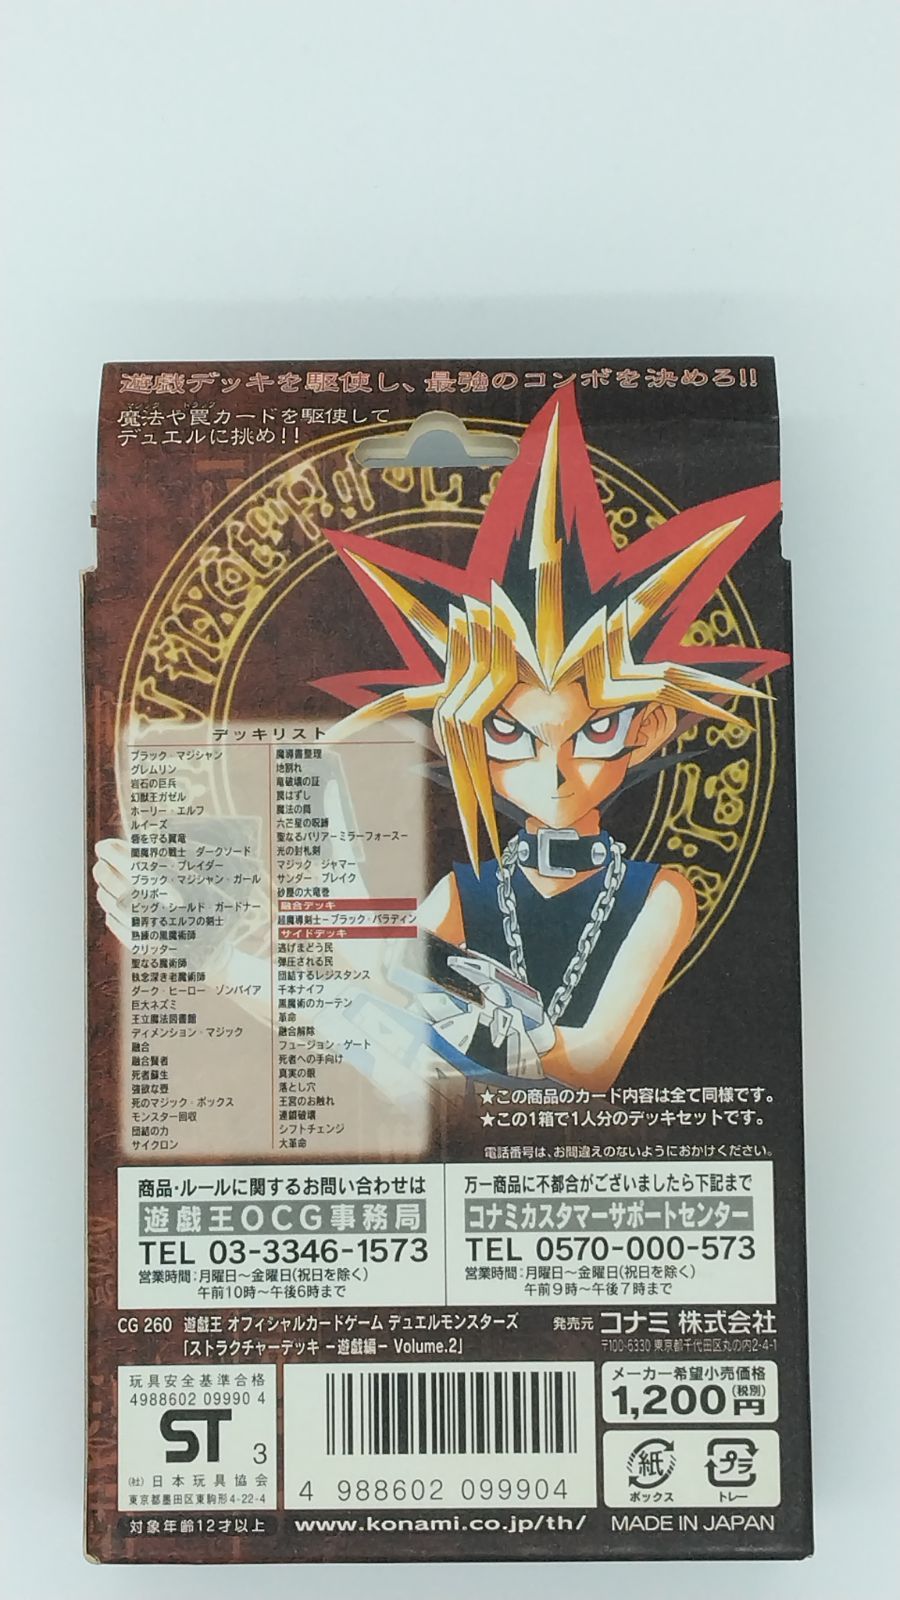 遊戯デッキを駆使し、最強のコンボを決めろ!!
マジック トラップ
魔法や罠カードを駆使して
デュエルに挑め!!
デッキリスト
ブラック・マジシャン
グレムリン
岩石の巨兵
幻獣王ガゼル
ホーリー・エルフ
ルイーズ
砦を守る翼竜
闇魔界の戦士 ダークソード
バスター・ブレイダー
ブラック・マジシャン・ガール
クリボー
ビッグ・シールド・ガードナー
翻弄するエルフの剣士
熟練の黒魔術師
クリッター
聖なる魔術師
執念深き老魔術師
ダーク・ヒーロー ゾンバイア
巨大ネズミ
王立魔法図書館
ディメンション・マジック
融合
融合賢者
死者蘇生
強欲な壺
死のマジック・ボックス
モンスター回収
団結の力
サイクロン
魔導書整理
地割れ
竜破壊の証
罠はずし
魔法の筒
六芒星の呪縛
聖なるバリアーミラーフォースー
光の封札剣
マジック・ジャマー
サンダー・ブレイク
砂塵の大竜巻
融合デッキ
超魔導剣士-ブラック・パラディン
サイドデッキ
逃げまどう民
弾圧される民
団結するレジスタンス
千本ナイフ
黒魔術のカーテン
革命
融合解除
フュージョン・ゲート
死者への手向け
真実の眼
落とし穴
王宮のお触れ
連鎖破壊
シフトチェンジ
大革命
★この商品のカード内容は全て同様です。
★この1箱で1人分のデッキセットです。
電話番号は、お間違えのないようにおかけください。
商品・ルールに関するお問い合わせは
遊戯王OCG事務局
TEL 03-3346-1573
営業時間:月曜日～金曜日(祝日を除く)
午前10時～午後6時まで
万一商品に不都合がございましたら下記まで
コナミカスタマーサポートセンター
TEL 0570-000-573
営業時間:月曜日～金曜日(祝日を除く)
午前9時～午後7時まで
CG 260 遊戯王 オフィシャルカードゲーム デュエルモンスターズ
「ストラクチャーデッキ -遊戯編- Volume.2」
発売元 コナミ 株式会社
〒100-6330 東京都千代田区丸の内2-4-1
玩具安全基準合格
4988602 09990 4
ST 3
(社)日本玩具協会
東京都墨田区東駒形4-22-4
対象年齢12才以上
4 988602 099904
www.konami.co.jp/th/
メーカー希望小売価格
1,200円(税別)
紙
ボックス
プラ
トレー
MADE IN JAPAN